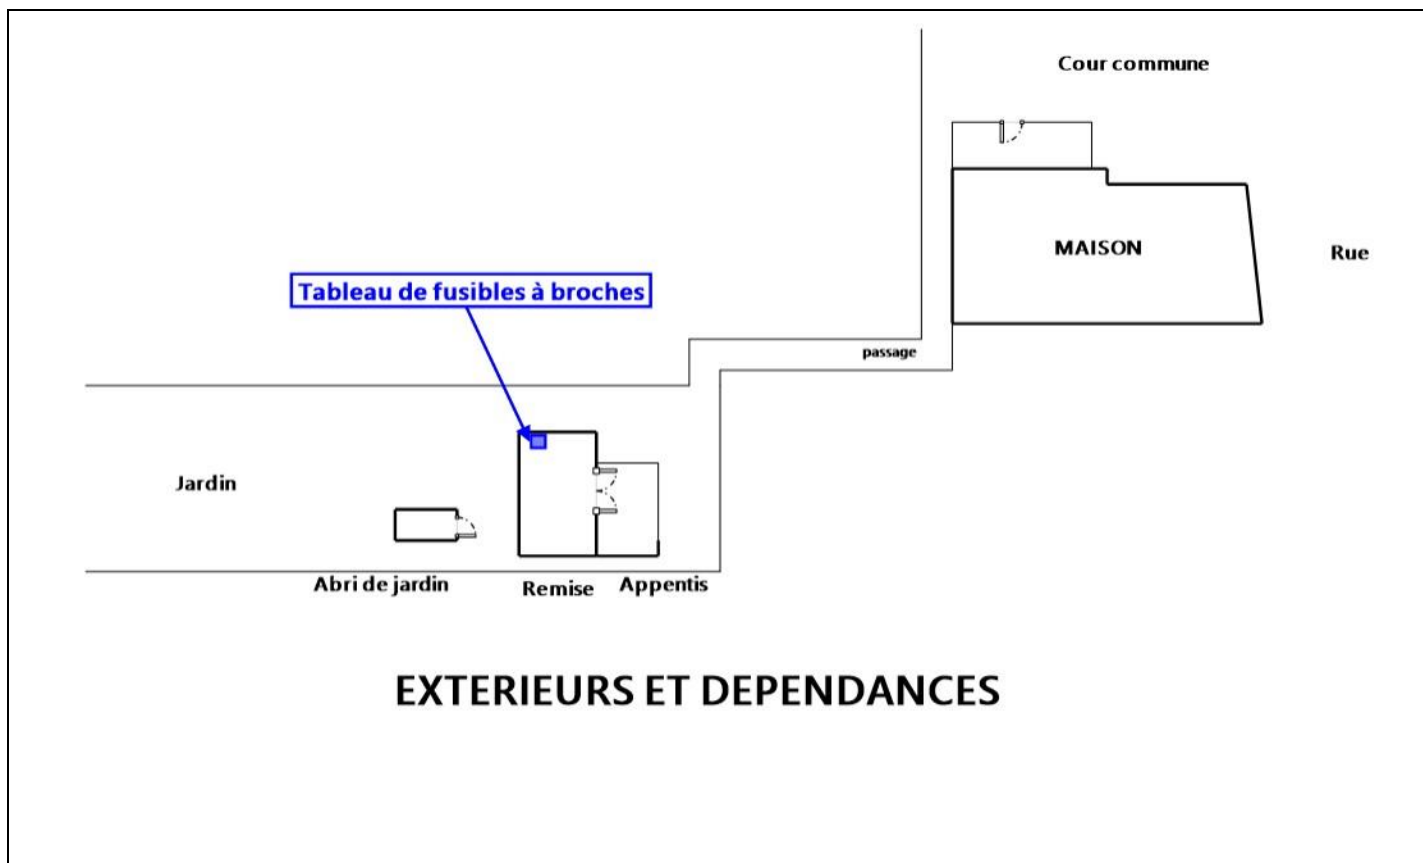 Cour commune
MAISON
Rue
Tableau de fusibles à broches
passage
Jardin
Abri de jardin
Remise
Appentis
EXTERIEURS ET DEPENDANCES